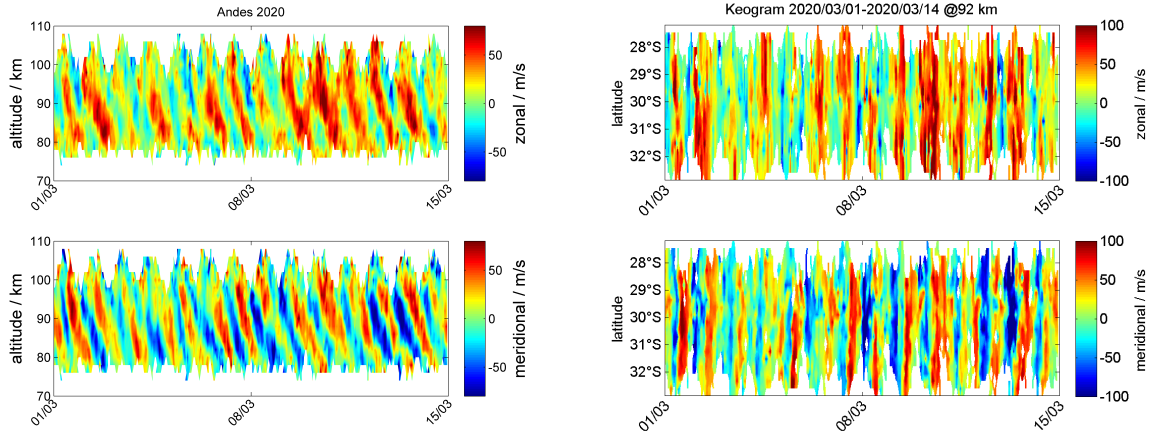 Andes 2020
110
100
90
80
70
altitude / km
01/03
08/03
15/03
50
0
-50
zonal / m/s
Keogram 2020/03/01-2020/03/14 @92 km
28°S
29°S
30°S
31°S
32°S
latitude
01/03
08/03
15/03
100
50
0
-50
-100
zonal / m/s
110
100
90
80
70
altitude / km
01/03
08/03
15/03
50
0
-50
meridional / m/s
28°S
29°S
30°S
31°S
32°S
latitude
01/03
08/03
15/03
100
50
0
-50
-100
meridional / m/s